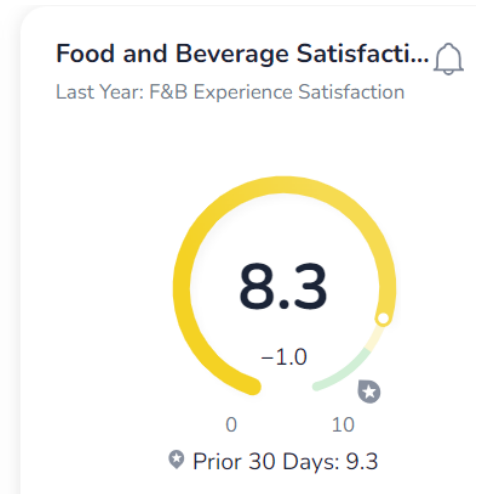 Food and Beverage Satisfacti...
Last Year: F&B Experience Satisfaction
8.3
−1.0
0 10
Prior 30 Days: 9.3